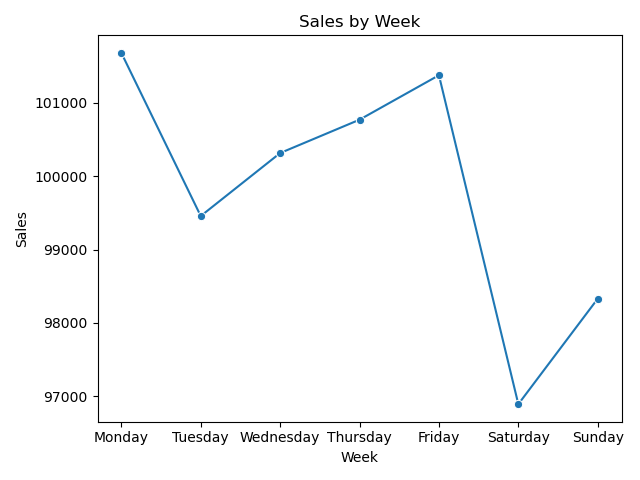 Sales by Week
Sales
101000
100000
99000
98000
97000
Monday Tuesday Wednesday Thursday Friday Saturday Sunday
Week